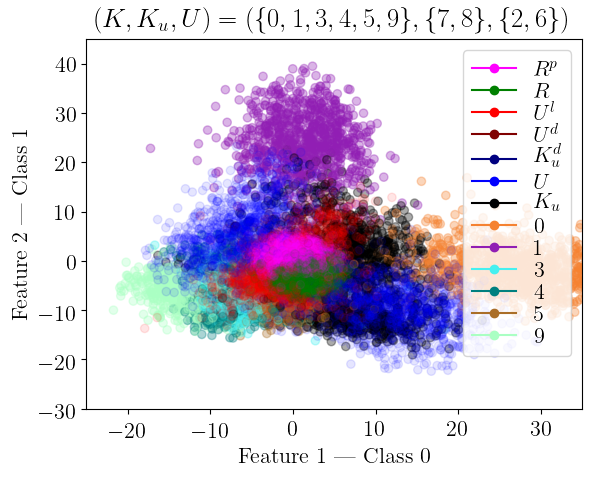 (K, K_u, U) = ({0, 1, 3, 4, 5, 9}, {7, 8}, {2, 6})
40
30
20
10
0
−10
−20
−30
Feature 2 — Class 1
R^p
R
U^l
U^d
K_u^d
U
K_u
0
1
3
4
5
9
−20 −10 0 10 20 30
Feature 1 — Class 0